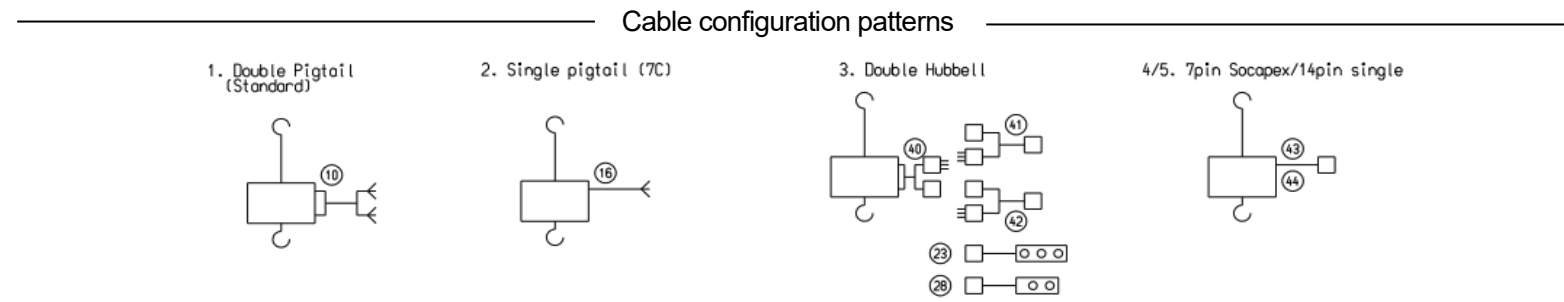 Cable configuration patterns
1. Double Pigtail
(Standard)
10
2. Single pigtail (7C)
16
3. Double Hubbell
40
41
42
23
28
4/5. 7pin Socapex/14pin single
43
44